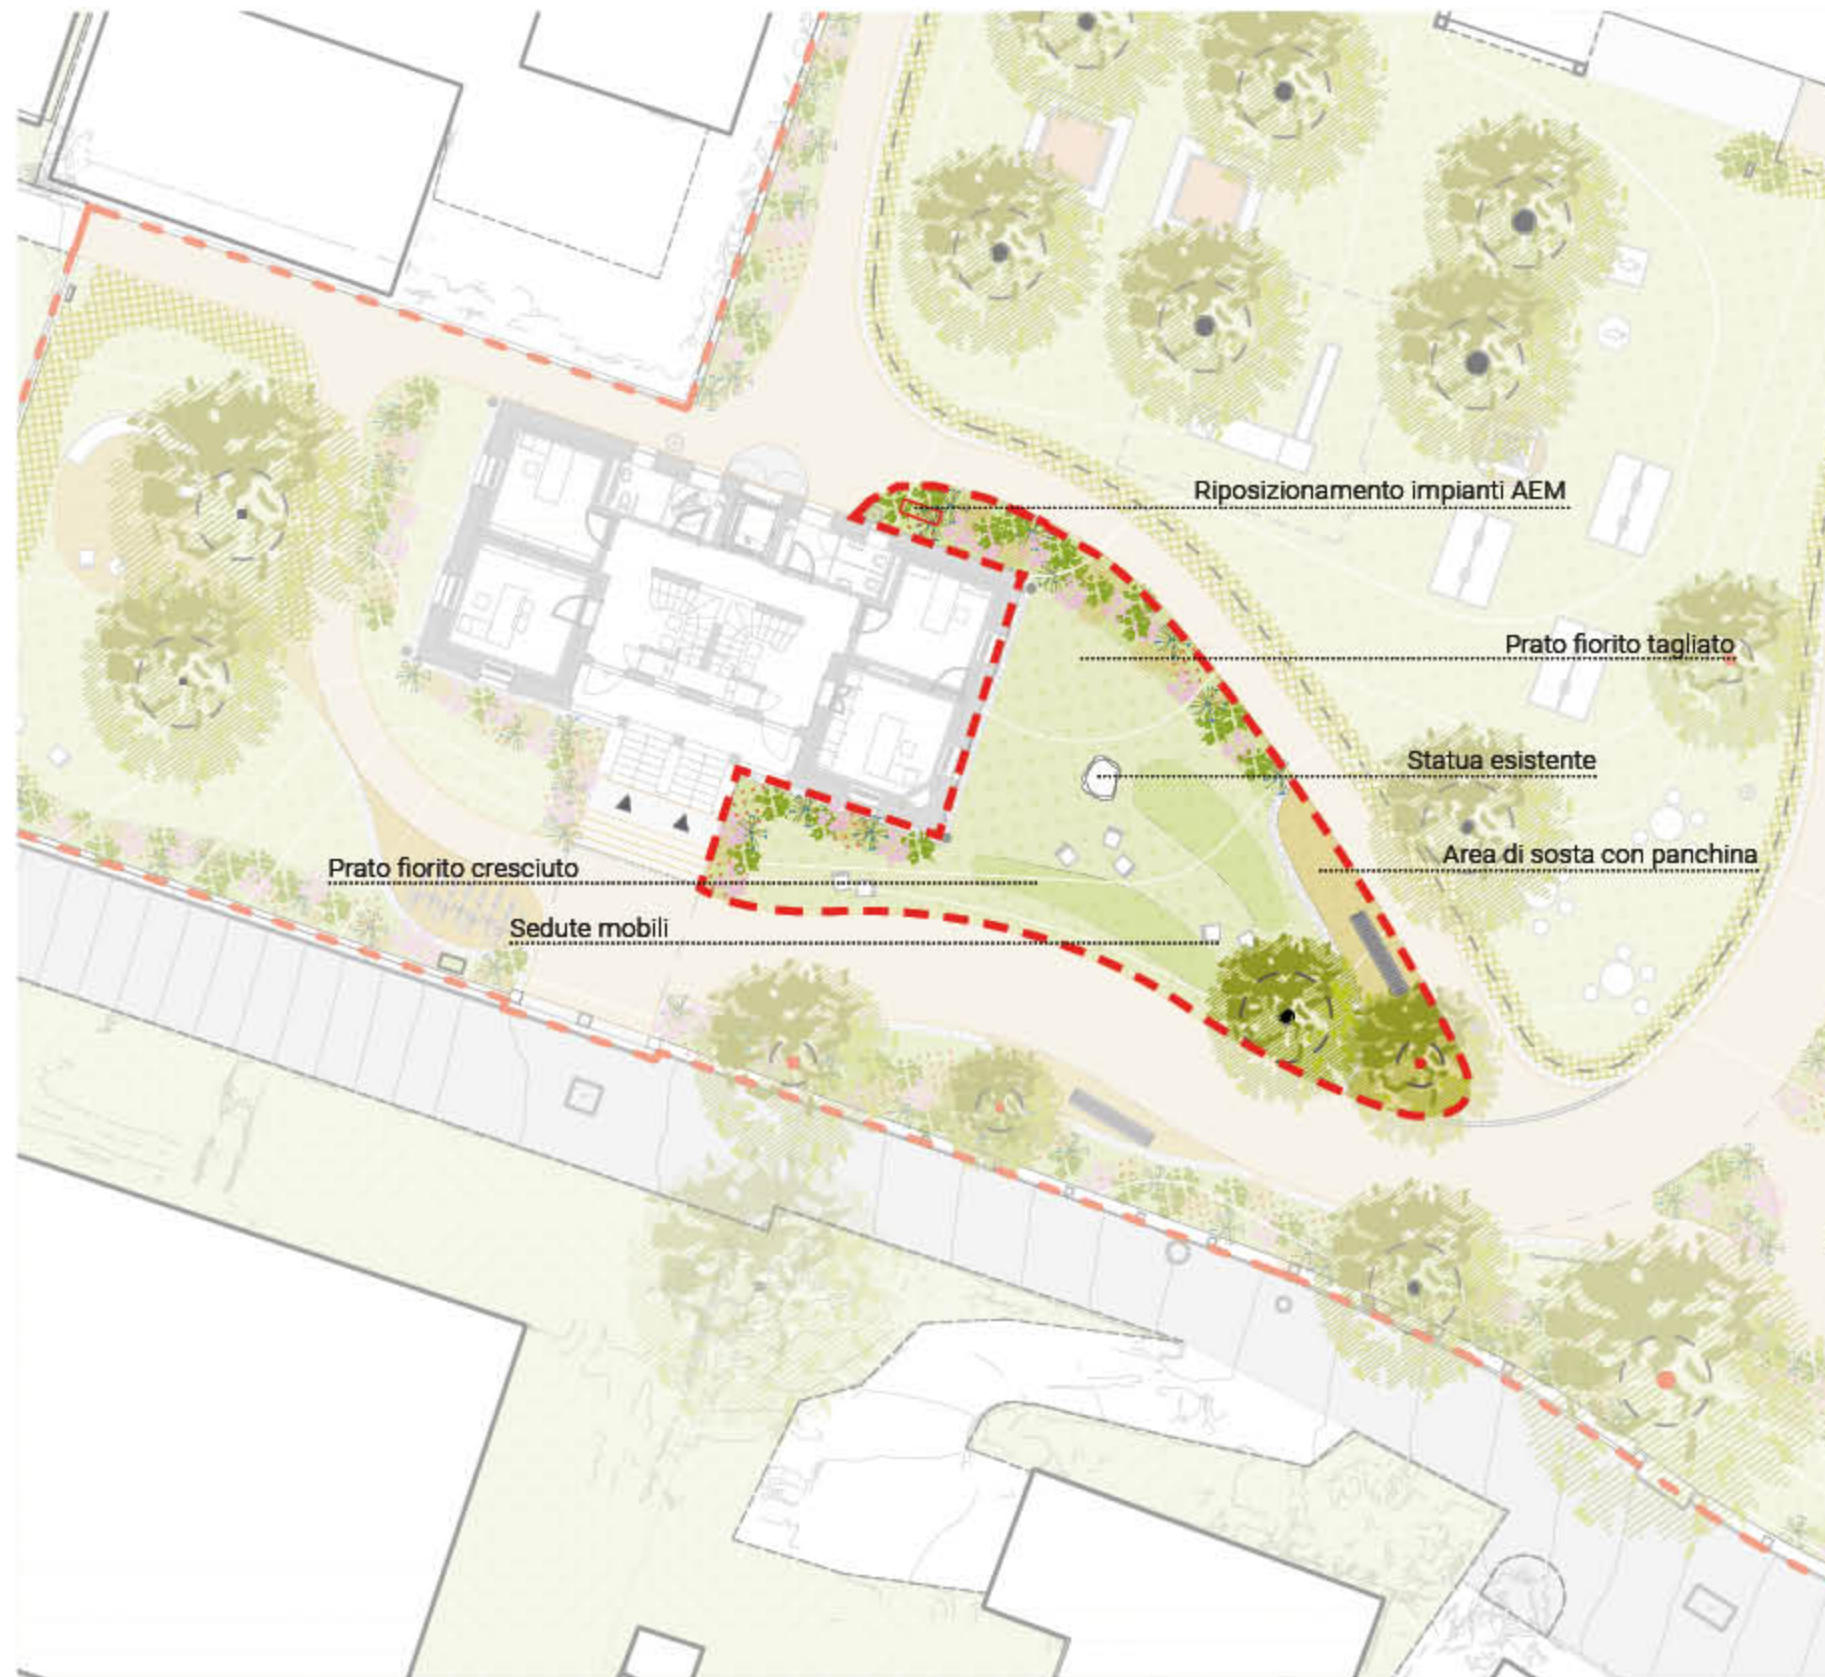 Riposizionamento impianti AEM
Prato fiorito tagliato
Statua esistente
Area di sosta con panchina
Prato fiorito cresciuto
Sedute mobili